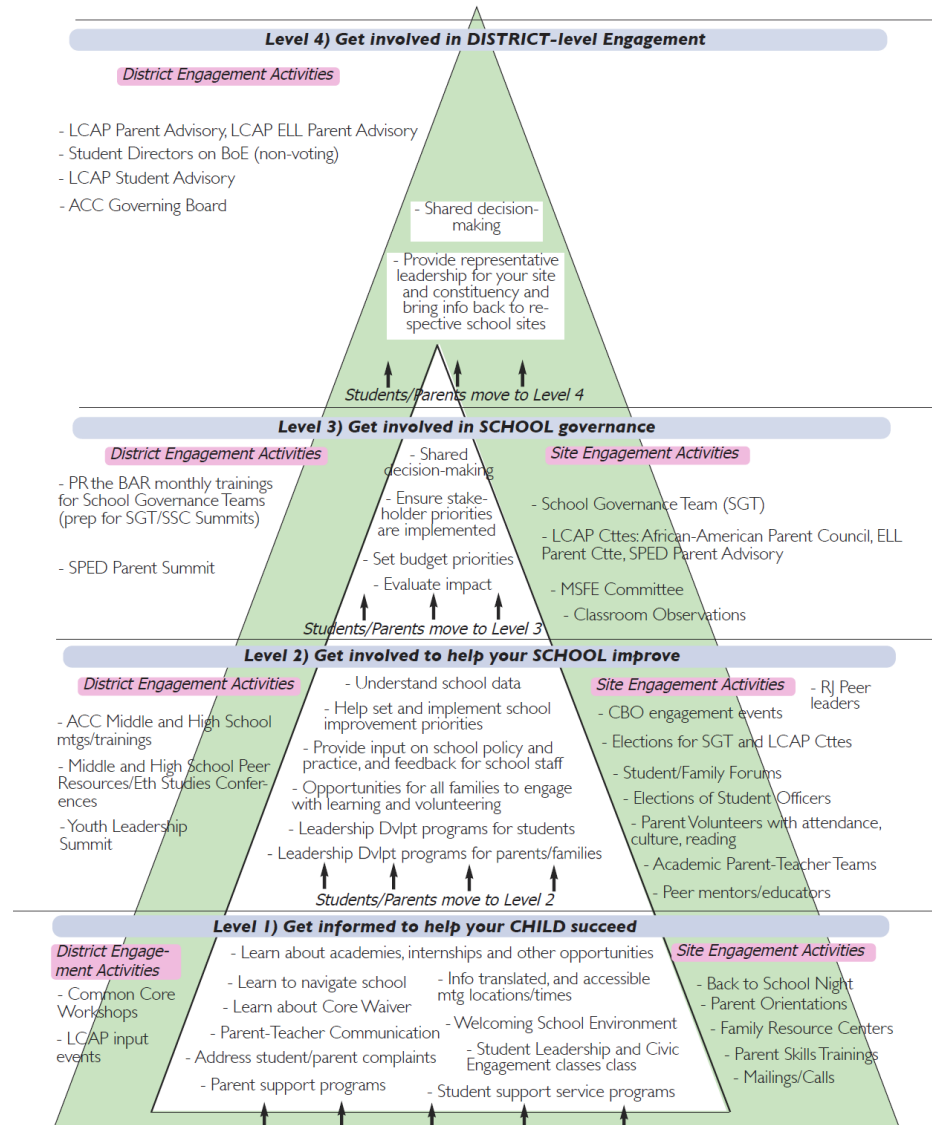 Level 4) Get involved in DISTRICT-level Engagement
District Engagement Activities
- LCAP Parent Advisory, LCAP ELL Parent Advisory
- Student Directors on BoE (non-voting)
- LCAP Student Advisory
- ACC Governing Board
- Shared decision-
making
- Provide representative
leadership for your site
and constituency and
bring info back to re-
spective school sites
Students/Parents move to Level 4
Level 3) Get involved in SCHOOL governance
District Engagement Activities
- PR the BAR monthly trainings
for School Governance Teams
(prep for SGT/SSC Summits)
- SPED Parent Summit
- Shared
decision-making
- Ensure stake-
holder priorities
are implemented
- Set budget priorities
- Evaluate impact
Site Engagement Activities
- School Governance Team (SGT)
- LCAP Cttes: African-American Parent Council, ELL
Parent Ctte, SPED Parent Advisory
- MSFE Committee
- Classroom Observations
Students/Parents move to Level 3
Level 2) Get involved to help your SCHOOL improve
District Engagement Activities
- ACC Middle and High School
mtgs/trainings
- Middle and High School Peer
Resources/Eth Studies Confer-
ences
- Youth Leadership
Summit
- Understand school data
- Help set and implement school
improvement priorities
- Provide input on school policy and
practice, and feedback for school staff
- Opportunities for all families to engage
with learning and volunteering
- Leadership Dvlpt programs for students
- Leadership Dvlpt programs for parents/families
Site Engagement Activities
- RJ Peer
leaders
- CBO engagement events
- Elections for SGT and LCAP Cttes
- Student/Family Forums
- Elections of Student Officers
- Parent Volunteers with attendance,
culture, reading
- Academic Parent-Teacher Teams
- Peer mentors/educators
Students/Parents move to Level 2
Level 1) Get informed to help your CHILD succeed
District Engage-
ment Activities
- Common Core
Workshops
- LCAP input
events
- Learn about academies, internships and other opportunities
- Learn to navigate school
- Learn about Core Waiver
- Parent-Teacher Communication
- Address student/parent complaints
- Parent support programs
- Info translated, and accessible
mtg locations/times
- Welcoming School Environment
- Student Leadership and Civic
Engagement classes class
- Student support service programs
Site Engagement Activities
- Back to School Night
- Parent Orientations
- Family Resource Centers
- Parent Skills Trainings
- Mailings/Calls